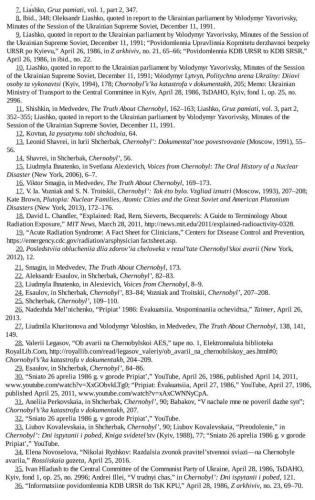 7. Liashko, Gruz pamiati, vol. 1, part 2, 347.
8. Ibid., 348; Oleksandr Liashko, quoted in report to the Ukrainian parliament by Volodymyr Yavorivsky,
Minutes of the Session of the Ukrainian Supreme Soviet, December 11, 1991.
9. Liashko, quoted in report to the Ukrainian parliament by Volodymyr Yavorivsky, Minutes of the Session of
the Ukrainian Supreme Soviet, December 11, 1991; “Povidomlennia Upravlinnia Komitetu derzhavnoï bezpeky
URSR po Kyievu,” April 26, 1986, in Z arkhiviv, no. 21, 65–66; “Povidomlennia KDB URSR to KDB SRSR,”
April 26, 1986, in ibid., no. 22.
10. Liashko, quoted in report to the Ukrainian parliament by Volodymyr Yavorivsky, Minutes of the Session
of the Ukrainian Supreme Soviet, December 11, 1991; Volodymyr Lytvyn, Politychna arena Ukraïny: Diiovi
osoby ta vykonavtsi (Kyiv, 1994), 178; Chornobyl’s’ka katastrofa v dokumentakh, 205; Memo: Ukrainian
Ministry of Transport to the Central Committee in Kyiv, April 28, 1986, TsDAHO, Kyiv, fond 1, op. 25, no.
2996.
11. Shishkin, in Medvedev, The Truth About Chernobyl, 162–163; Liashko, Gruz pamiati, vol. 3, part 2,
352–355; Liashko, quoted in report to the Ukrainian parliament by Volodymyr Yavorivsky, Minutes of the
Session of the Ukrainian Supreme Soviet, December 11, 1991.
12. Kovtun, Ia pysatymu tobi shchodnia, 64.
13. Leonid Shavrei, in Iurii Shcherbak, Chernobyl’: Dokumental’noe povestvovanie (Moscow, 1991), 55–
56.
14. Shavrei, in Shcherbak, Chernobyl’, 56.
15. Liudmyla Ihnatenko, in Svetlana Alexievich, Voices from Chernobyl: The Oral History of a Nuclear
Disaster (New York, 2006), 6–7.
16. Viktor Smagin, in Medvedev, The Truth About Chernobyl, 169–173.
17. V. Ia. Vozniak and S. N. Troitskii, Chernobyl’: Tak ėto bylo. Vzgliad iznutri (Moscow, 1993), 207–208;
Kate Brown, Plutopia: Nuclear Families, Atomic Cities and the Great Soviet and American Plutonium
Disasters (New York, 2013), 172–176.
18. David L. Chandler, “Explained: Rad, Rem, Sieverts, Becquerels: A Guide to Terminology About
Radiation Exposure,” MIT News, March 28, 2011, http://news.mit.edu/2011/explained-radioactivity-0328.
19. “Acute Radiation Syndrome: A Fact Sheet for Clinicians,” Centers for Disease Control and Prevention,
https://emergency.cdc.gov/radiation/arsphysicianfactsheet.asp.
20. Posledstviia oblucheniia dlia zdorov’ia cheloveka v rezul’tate Chernobyl’skoi avarii (New York,
2012), 12.
21. Smagin, in Medvedev, The Truth About Chernobyl, 173.
22. Aleksandr Esaulov, in Shcherbak, Chernobyl’, 82–83.
23. Liudmyla Ihnatenko, in Alexievich, Voices from Chernobyl, 8–9.
24. Esaulov, in Shcherbak, Chernobyl’, 83–84; Vozniak and Troitskii, Chernobyl’, 207–208.
25. Shcherbak, Chernobyl’, 109–110.
26. Nadezhda Mel’nichenko, “Pripiat’ 1986: Ėvakuatsiia. Vospominaniia ochevidtsa,” Taimer, April 26,
2013.
27. Liudmila Kharitonova and Volodymyr Voloshko, in Medvedev, The Truth About Chernobyl, 138, 141,
149.
28. Valerii Legasov, “Ob avarii na Chernobylskoi AES,” tape no. 1, Elektronnaia biblioteka
RoyalLib.Com, http://royallib.com/read/legasov_valeriy/ob_avarii_na_chernobilskoy_aes.html#0;
Chornobyl’s’ka katastrofa v dokumentakh, 204–209.
29. Esaulov, in Shcherbak, Chernobyl’, 84–86.
30. “Sniato 26 aprelia 1986 g. v gorode Pripiat’,” YouTube, April 26, 1986, published April 14, 2011,
www.youtube.com/watch?v=XxGObvkLTg0; “Pripiat: Ėvakuatsiia, April 27, 1986,” YouTube, April 27, 1986,
published April 25, 2011, www.youtube.com/watch?v=xAxCWNNyCpA.
31. Anelia Perkovskaia, in Shcherbak, Chernobyl’, 90; Babakov, “V nachale mne ne poveril dazhe syn”;
Chornobyl’s’ka katastrofa v dokumentakh, 207.
32. “Sniato 26 aprelia 1986 g. v gorode Pripiat’,” YouTube.
33. Liubov Kovalevskaia, in Shcherbak, Chernobyl’, 90; Liubov Kovalevskaia, “Preodolenie,” in
Chernobyl’: Dni ispytanii i pobed, Kniga svidetel’stv (Kyiv, 1988), 77; “Sniato 26 aprelia 1986 g. v gorode
Pripiat’,” YouTube.
34. Elena Novoselova, “Nikolai Ryzhkov: Razdalsia zvonok pravitel’stvennoi sviazi—na Chernobyle
avariia,” Rossiiskaia gazeta, April 25, 2016.
35. Ivan Hladush to the Central Committee of the Communist Party of Ukraine, April 28, 1986, TsDAHO,
Kyiv, fond 1, op. 25, no. 2996; Andrei Illei, “V trudnyi chas,” in Chernobyl’: Dni ispytanii i pobed, 121.
36. “Informatsiine povidomlennia KDB URSR do TsK KPU,” April 28, 1986, Z arkhiviv, no. 23, 69–70.